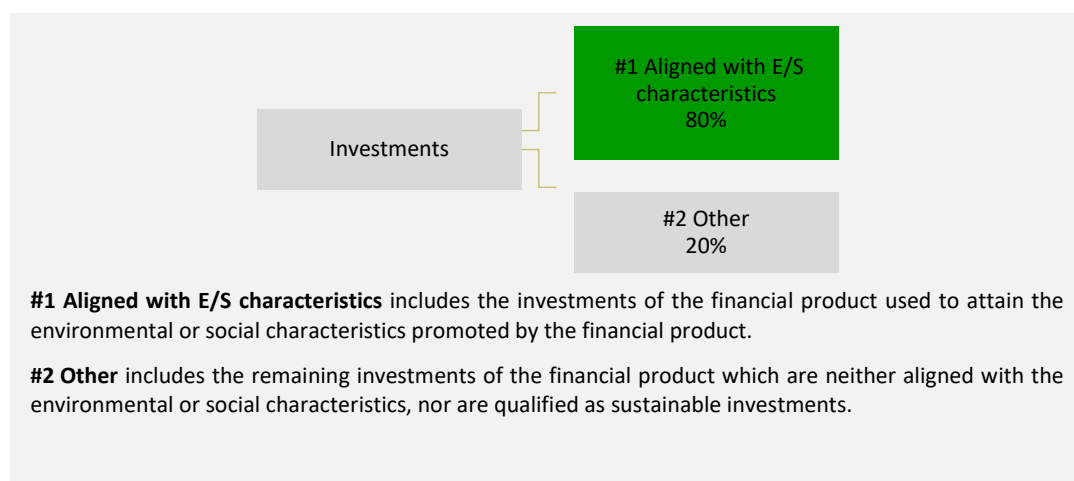 #1 Aligned with E/S
characteristics
80%
Investments
#2 Other
20%
#1 Aligned with E/S characteristics includes the investments of the financial product used to attain the
environmental or social characteristics promoted by the financial product.
#2 Other includes the remaining investments of the financial product which are neither aligned with the
environmental or social characteristics, nor are qualified as sustainable investments.